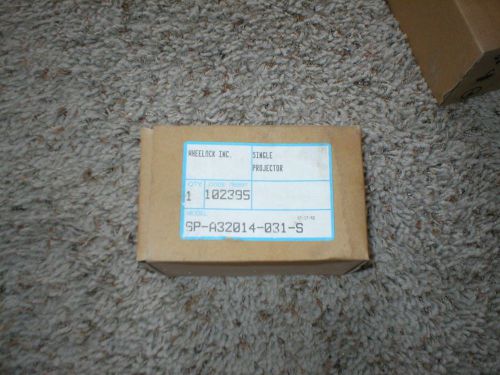 WHEELOCK INC.
SINGLE
PROJECTOR
QTY
1
102395
MODEL
SP-A32014-031-S